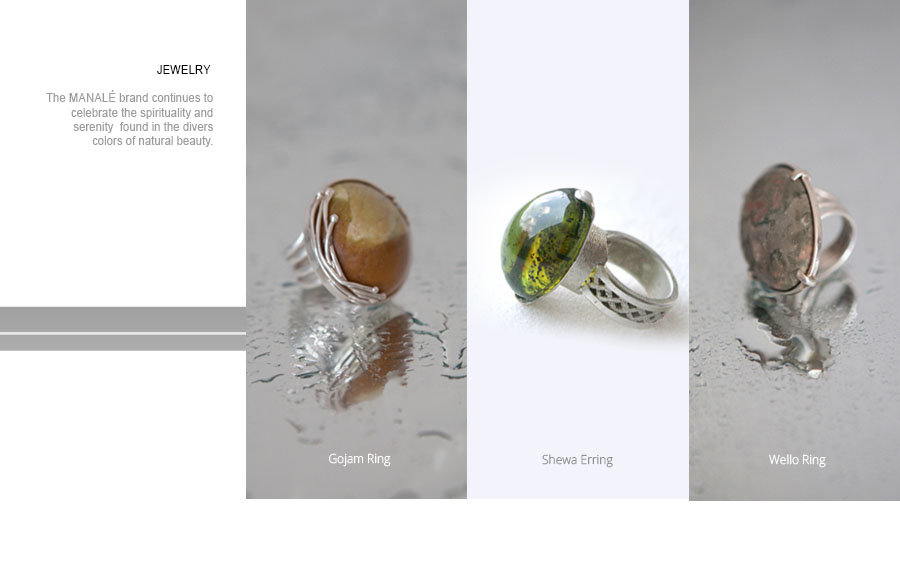 JEWELRY
The MANALĖ brand continues to
celebrate the spirituality and
serenity  found in the divers
colors of natural beauty.
Gojam Ring
Shewa Erring
Wello Ring